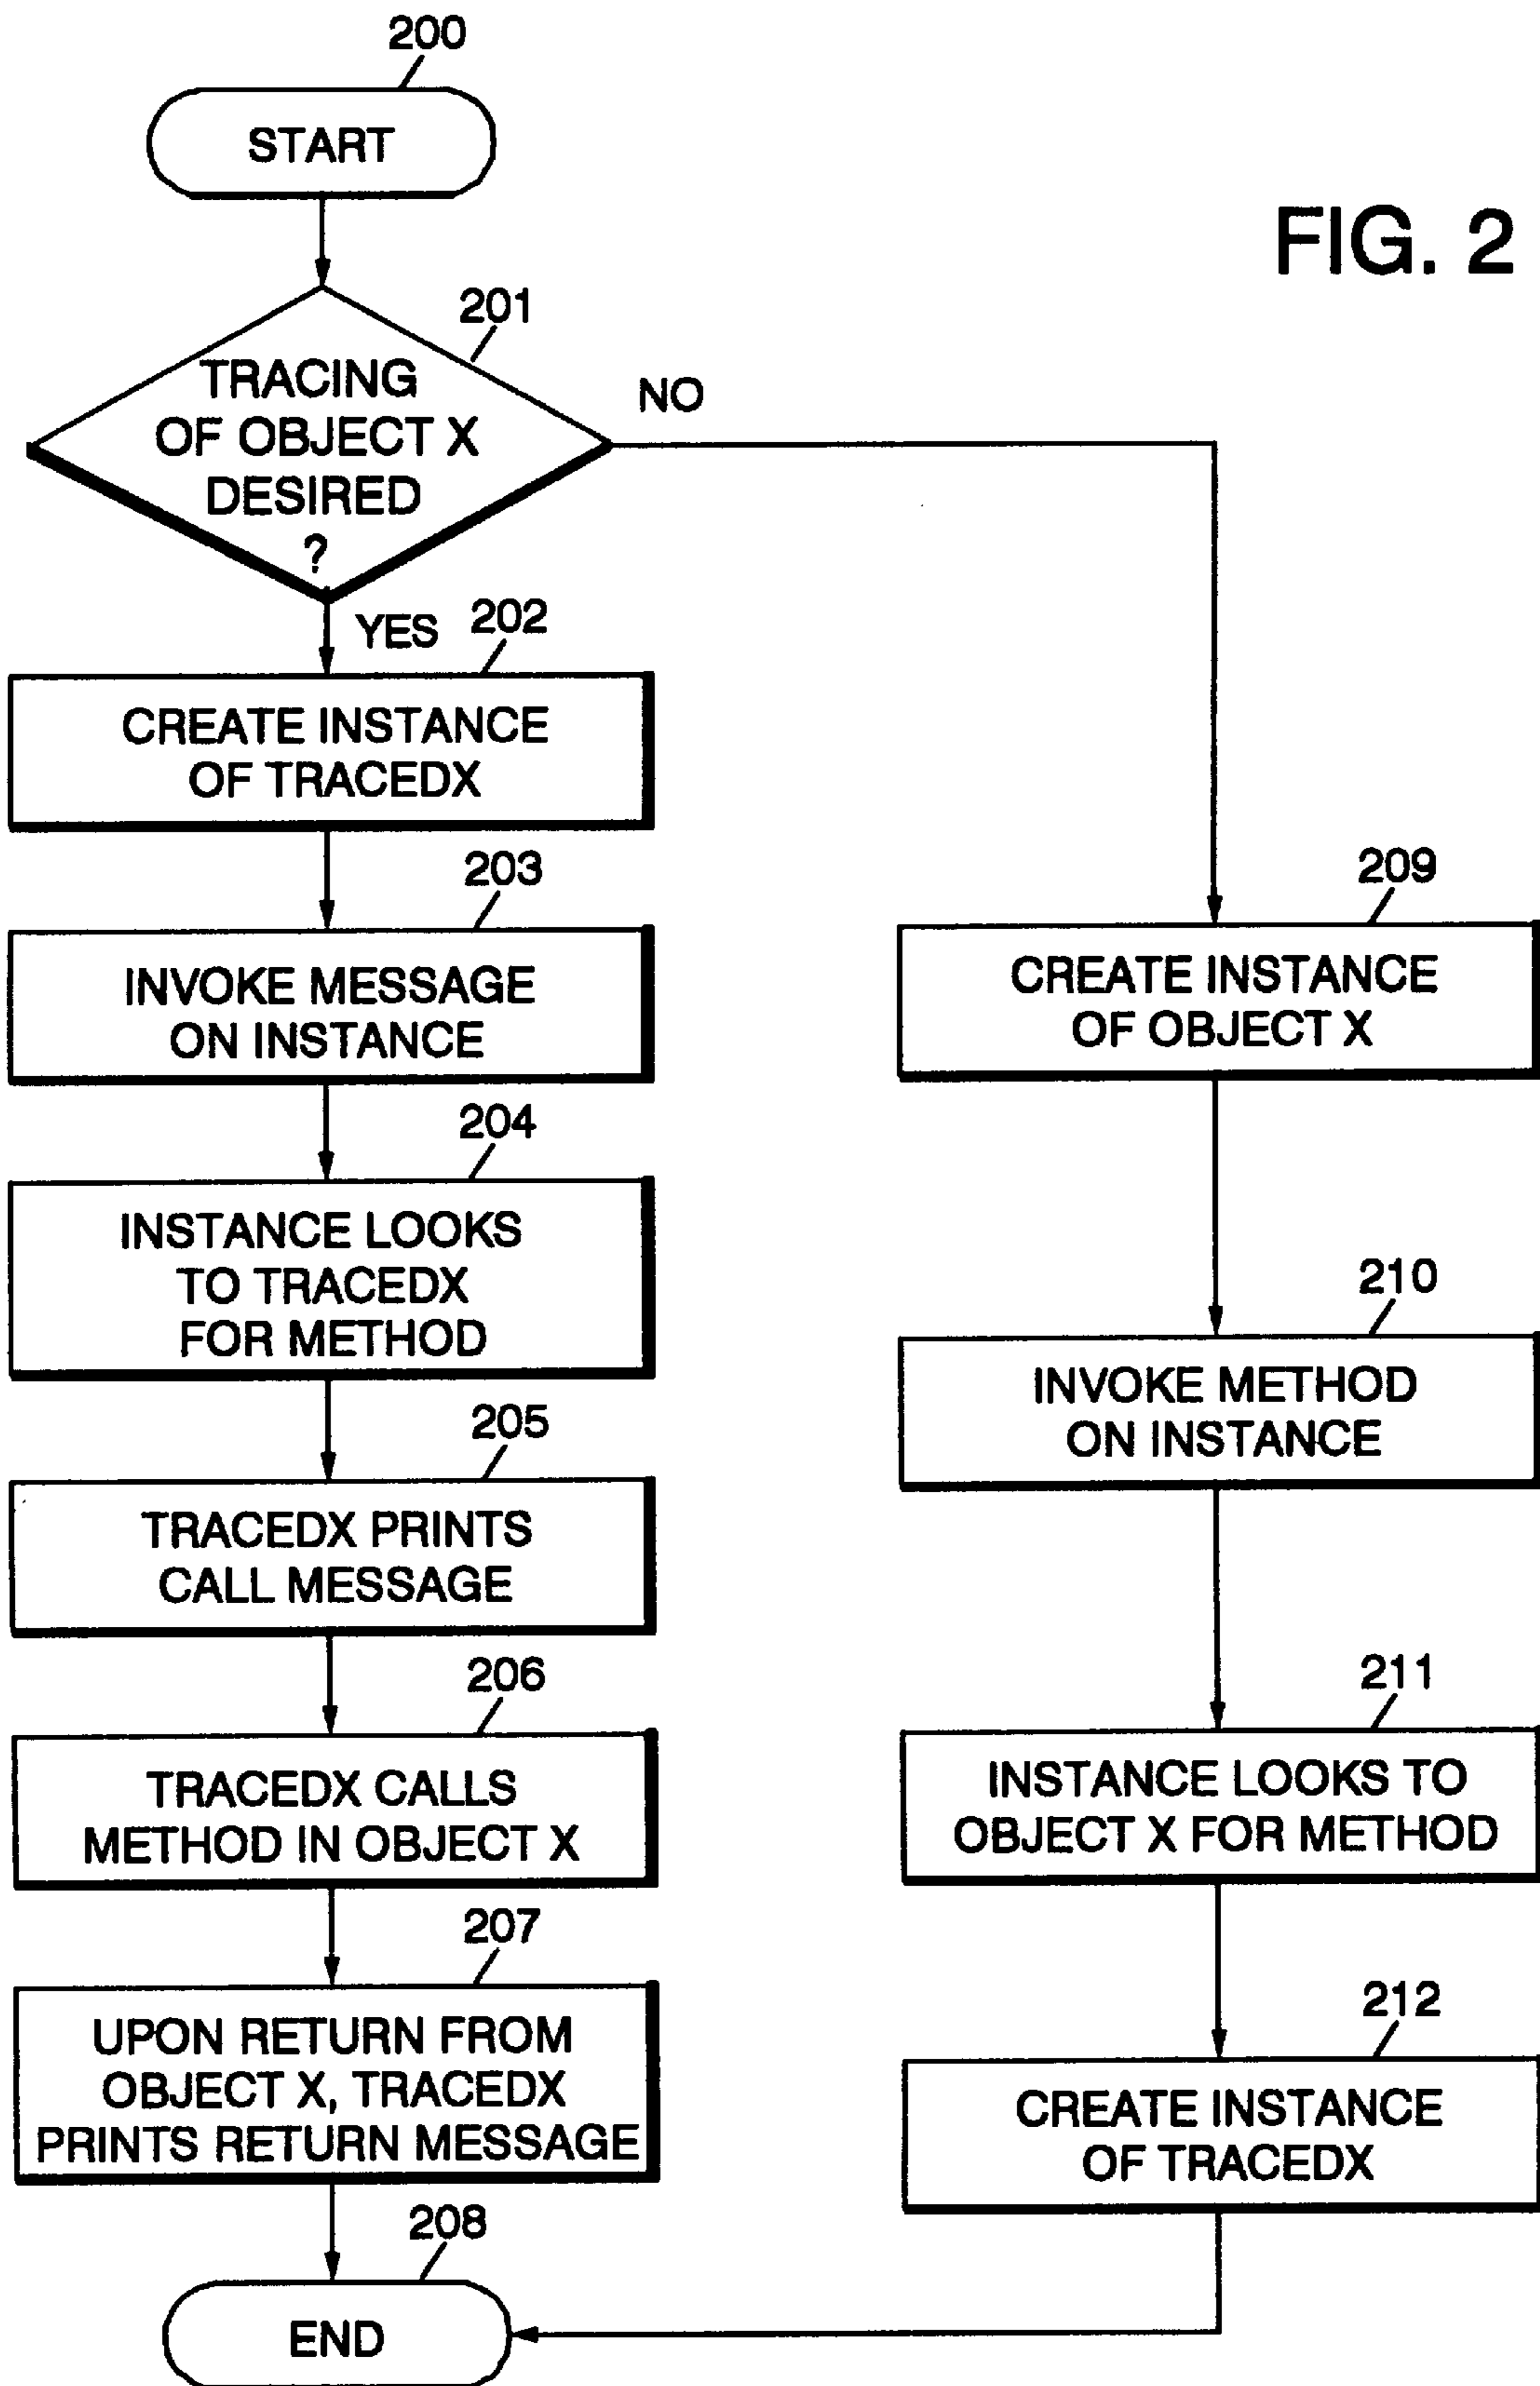 200
START
FIG. 2
201
TRACING
OF OBJECT X
DESIRED
?
NO
YES
202
CREATE INSTANCE
OF TRACEDX
203
INVOKE MESSAGE
ON INSTANCE
204
INSTANCE LOOKS
TO TRACEDX
FOR METHOD
205
TRACEDX PRINTS
CALL MESSAGE
206
TRACEDX CALLS
METHOD IN OBJECT X
207
UPON RETURN FROM
OBJECT X, TRACEDX
PRINTS RETURN MESSAGE
208
END
209
CREATE INSTANCE
OF OBJECT X
210
INVOKE METHOD
ON INSTANCE
211
INSTANCE LOOKS TO
OBJECT X FOR METHOD
212
CREATE INSTANCE
OF TRACEDX